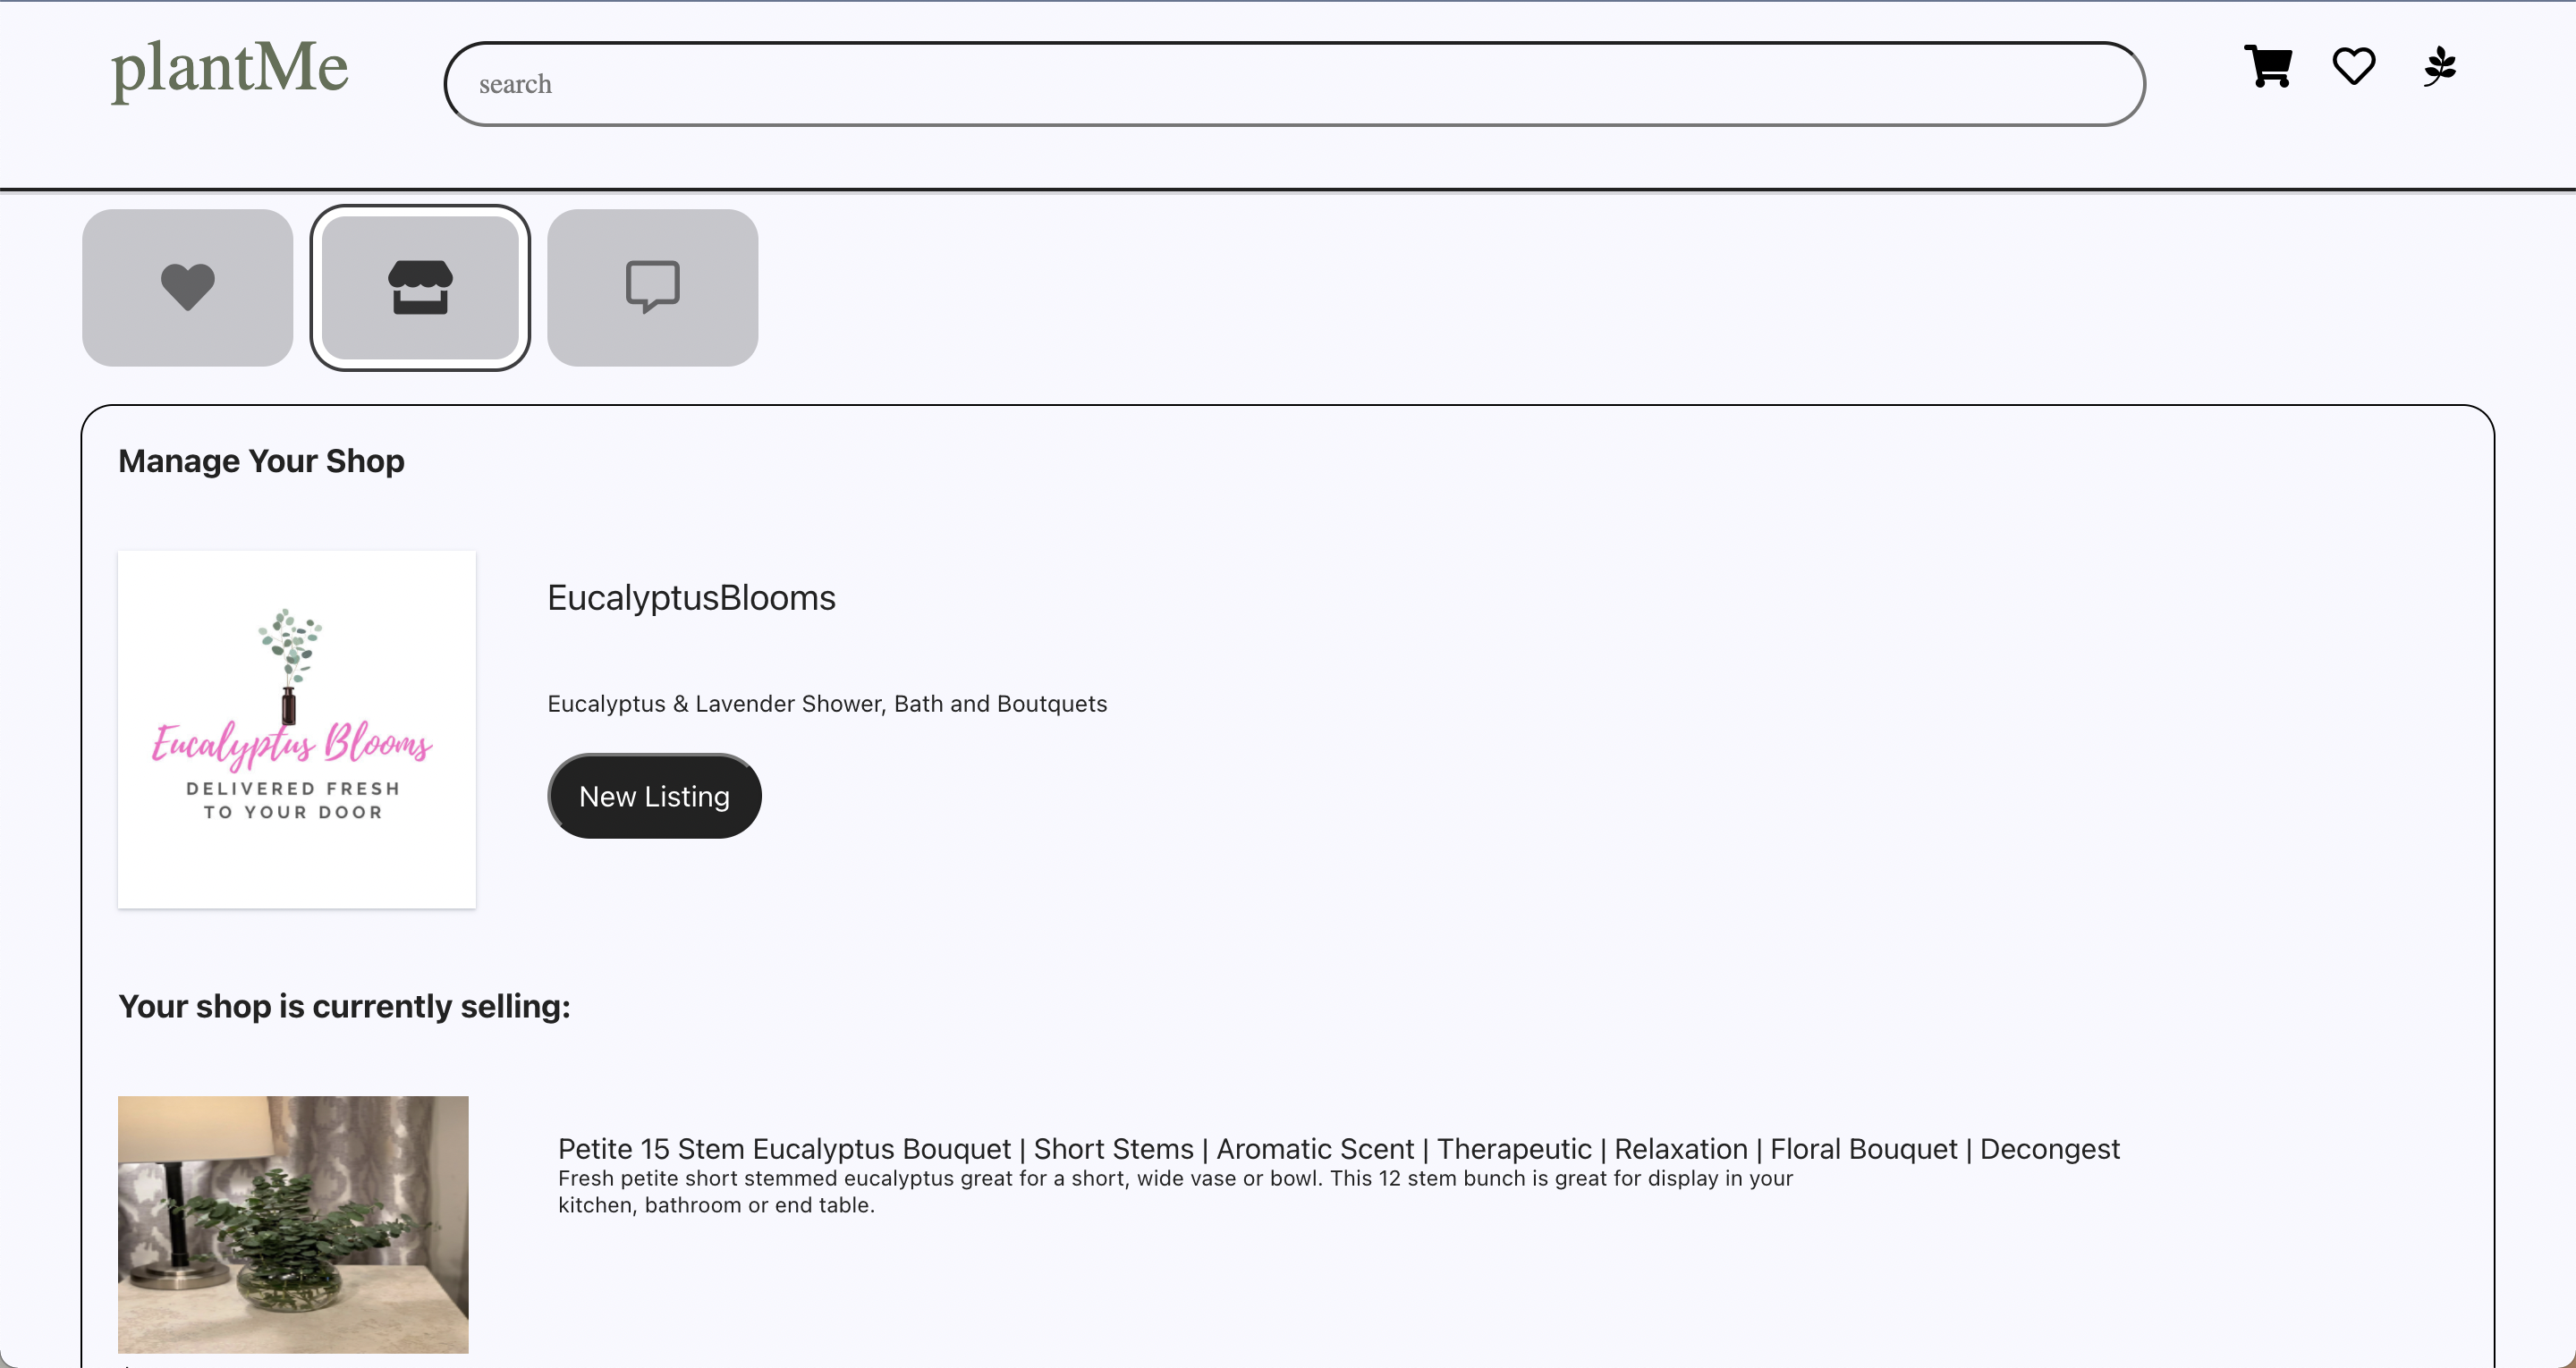 plantMe
search
Manage Your Shop
EucalyptusBlooms
Eucalyptus & Lavender Shower, Bath and Boutquets
New Listing
Eucalyptus Blooms
DELIVERED FRESH
TO YOUR DOOR
Your shop is currently selling:
Petite 15 Stem Eucalyptus Bouquet | Short Stems | Aromatic Scent | Therapeutic | Relaxation | Floral Bouquet | Decongest
Fresh petite short stemmed eucalyptus great for a short, wide vase or bowl. This 12 stem bunch is great for display in your
kitchen, bathroom or end table.